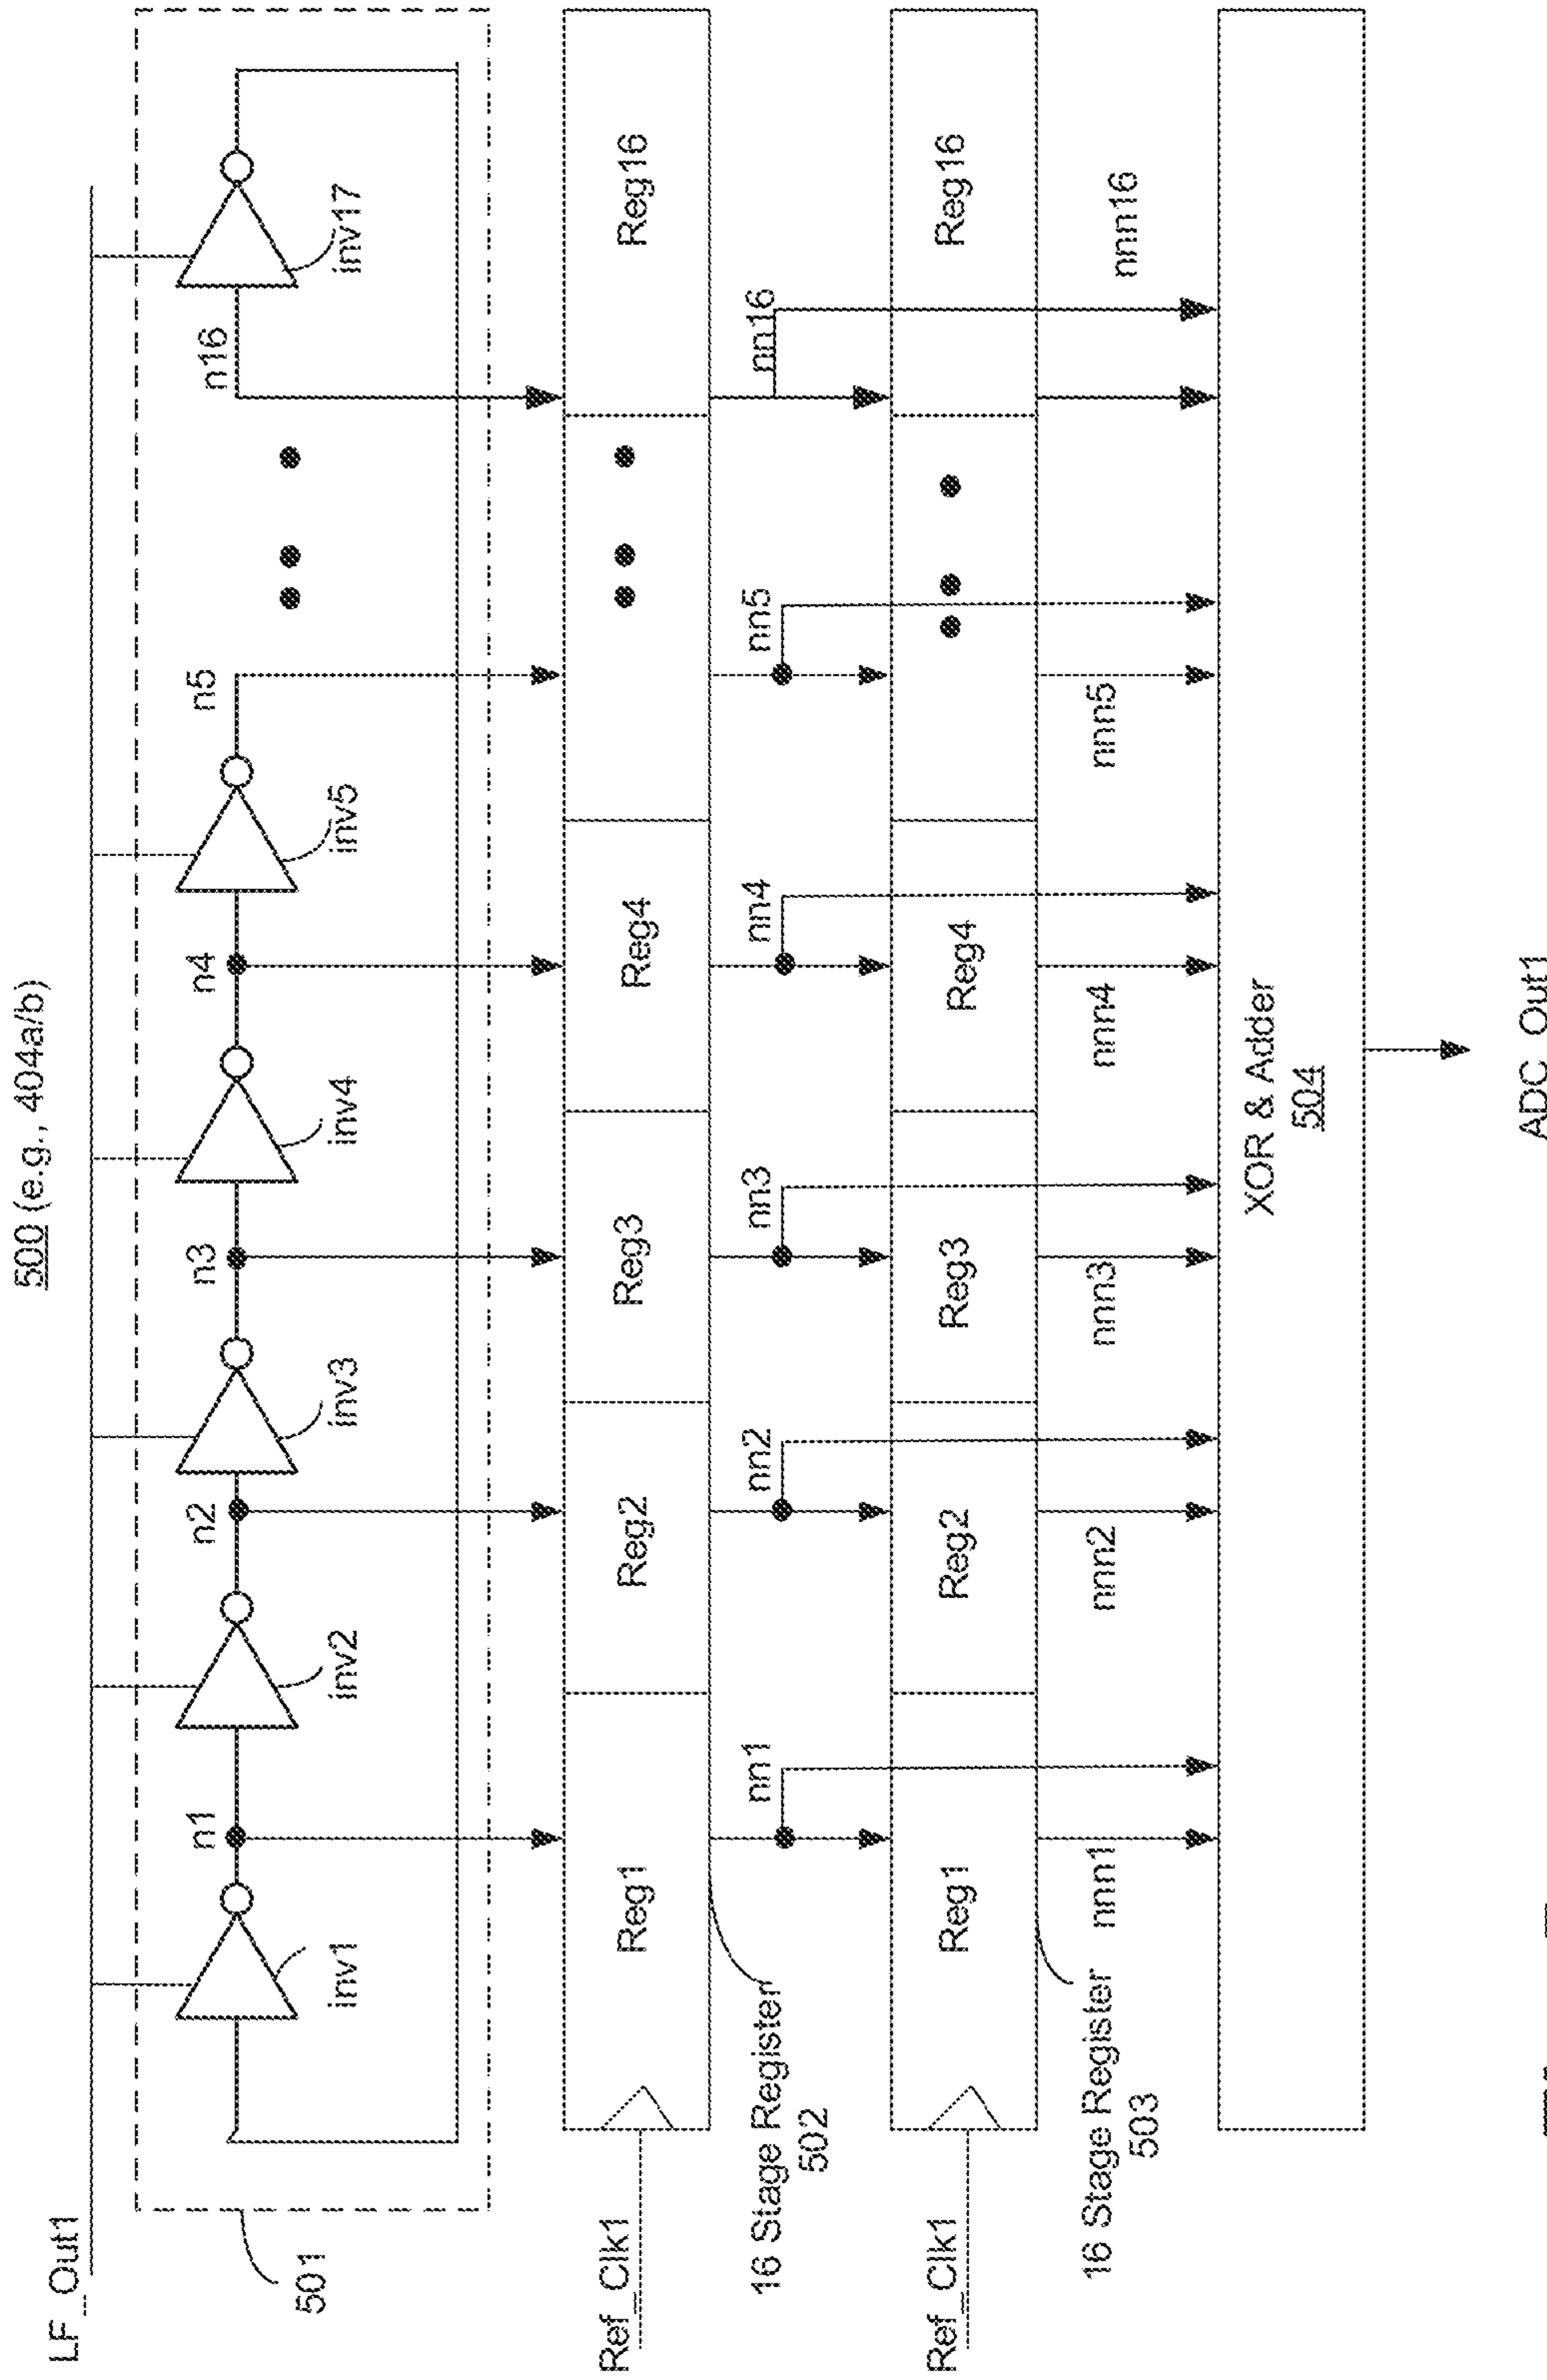 500 (e.g., 404a/b)
LF_Out1
501
inv1
inv2
inv3
inv4
inv5
inv17
n1
n2
n3
n4
n5
n16
Ref_Clk1
Reg1
Reg2
Reg3
Reg4
Reg16
16 Stage Register
502
nn1
nn2
nn3
nn4
nn5
nn16
Ref_Clk1
Reg1
Reg2
Reg3
Reg4
Reg16
16 Stage Register
503
nnn1
nnn2
nnn3
nnn4
nnn5
nnn16
XOR & Adder
504
ADC_Out1